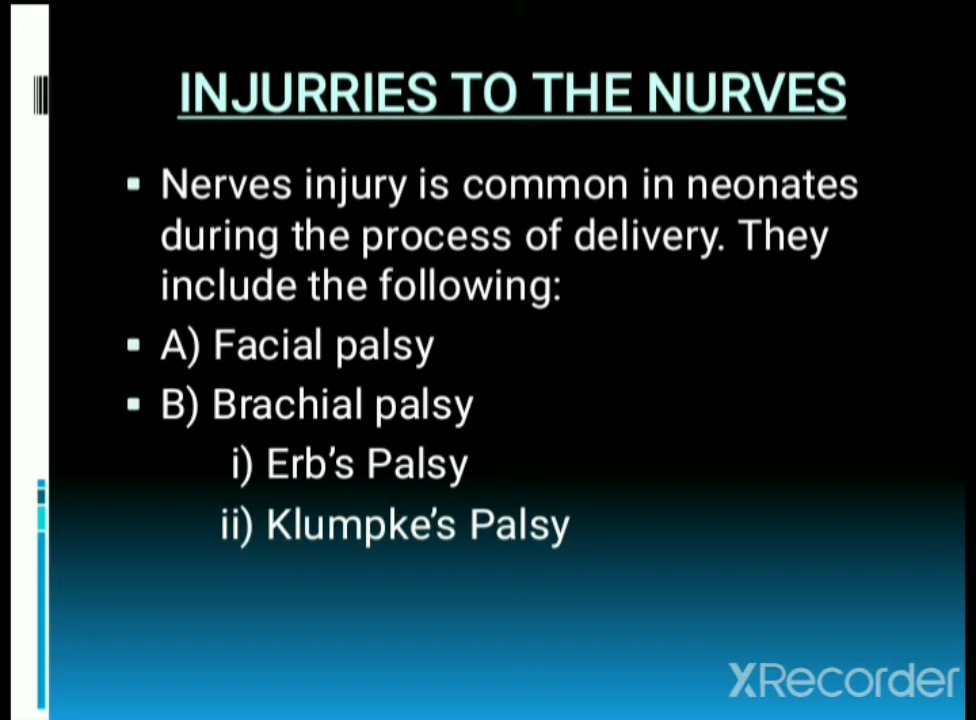 INJURRIES TO THE NURVES
▪ Nerves injury is common in neonates
during the process of delivery. They
include the following:
▪ A) Facial palsy
▪ B) Brachial palsy
i) Erb’s Palsy
ii) Klumpke’s Palsy
XRecorder